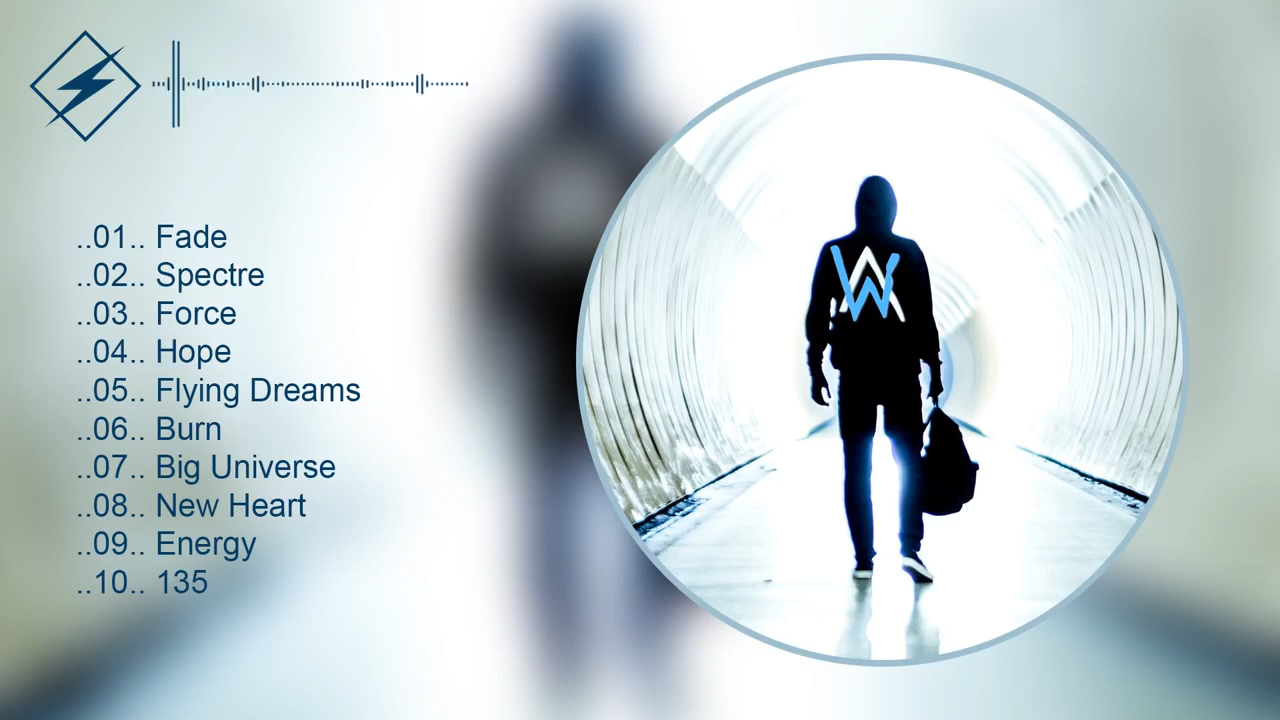 ..01.. Fade
..02.. Spectre
..03.. Force
..04.. Hope
..05.. Flying Dreams
..06.. Burn
..07.. Big Universe
..08.. New Heart
..09.. Energy
..10.. 135
AW